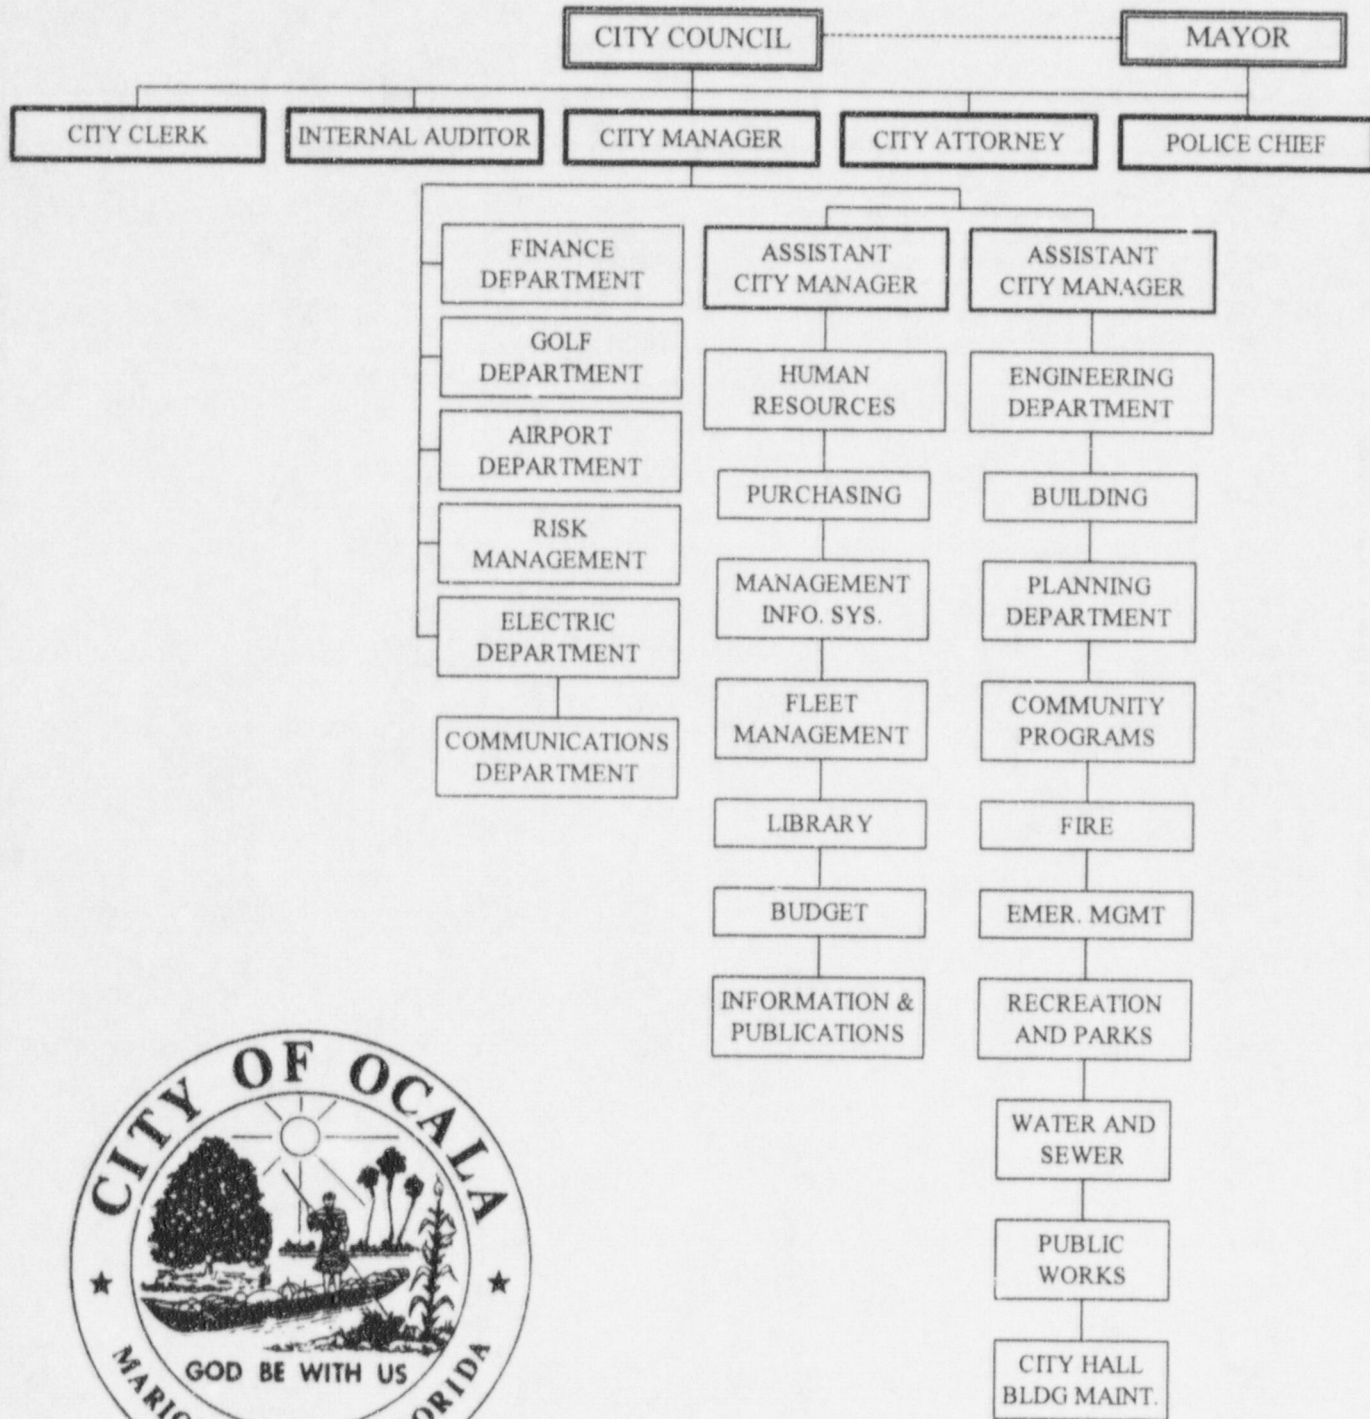 CITY COUNCIL
MAYOR
CITY CLERK
INTERNAL AUDITOR
CITY MANAGER
CITY ATTORNEY
POLICE CHIEF
FINANCE
DEPARTMENT
GOLF
DEPARTMENT
AIRPORT
DEPARTMENT
RISK
MANAGEMENT
ELECTRIC
DEPARTMENT
COMMUNICATIONS
DEPARTMENT
ASSISTANT
CITY MANAGER
HUMAN
RESOURCES
PURCHASING
MANAGEMENT
INFO. SYS.
FLEET
MANAGEMENT
LIBRARY
BUDGET
INFORMATION &
PUBLICATIONS
ASSISTANT
CITY MANAGER
ENGINEERING
DEPARTMENT
BUILDING
PLANNING
DEPARTMENT
COMMUNITY
PROGRAMS
FIRE
EMER. MGMT
RECREATION
AND PARKS
WATER AND
SEWER
PUBLIC
WORKS
CITY HALL
BLDG MAINT.
CITY OF OCALA
GOD BE WITH US